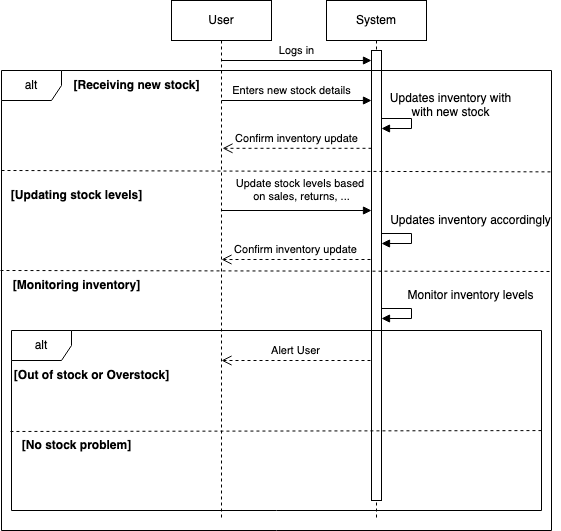 User
System
Logs in
alt
[Receiving new stock]
Enters new stock details
Updates inventory with
with new stock
Confirm inventory update
[Updating stock levels]
Update stock levels based
on sales, returns, ...
Updates inventory accordingly
Confirm inventory update
[Monitoring inventory]
Monitor inventory levels
alt
Alert User
[Out of stock or Overstock]
[No stock problem]